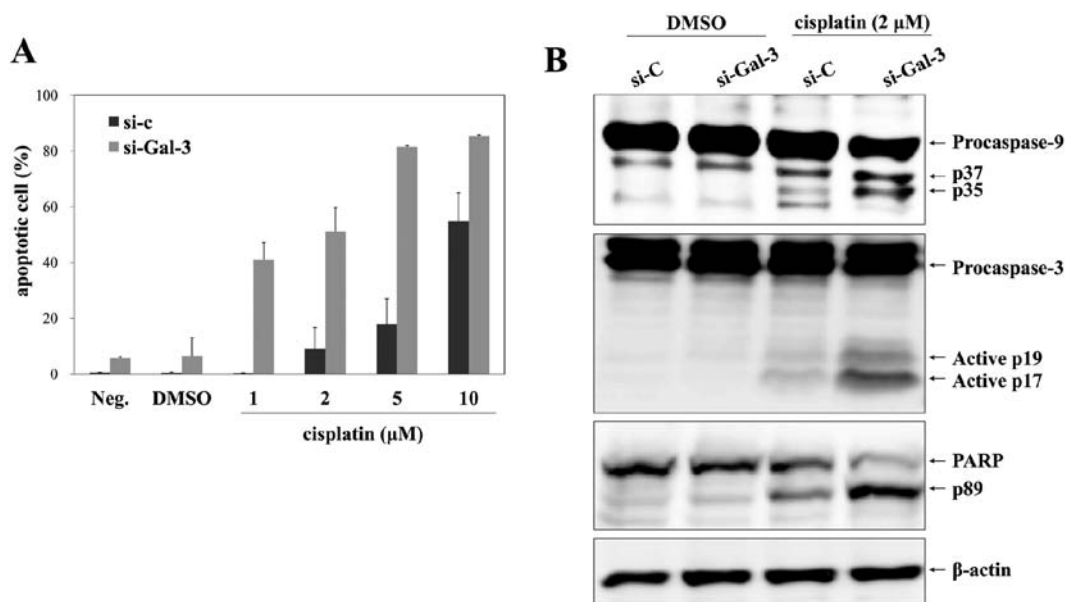 A
100
80
60
40
20
0
apoptotic cell (%)
si-c
si-Gal-3
Neg.
DMSO
1
2
5
10
cisplatin (μM)
B
DMSO
cisplatin (2 μM)
si-C
si-Gal-3
si-C
si-Gal-3
Procaspase-9
p37
p35
Procaspase-3
Active p19
Active p17
PARP
p89
β-actin